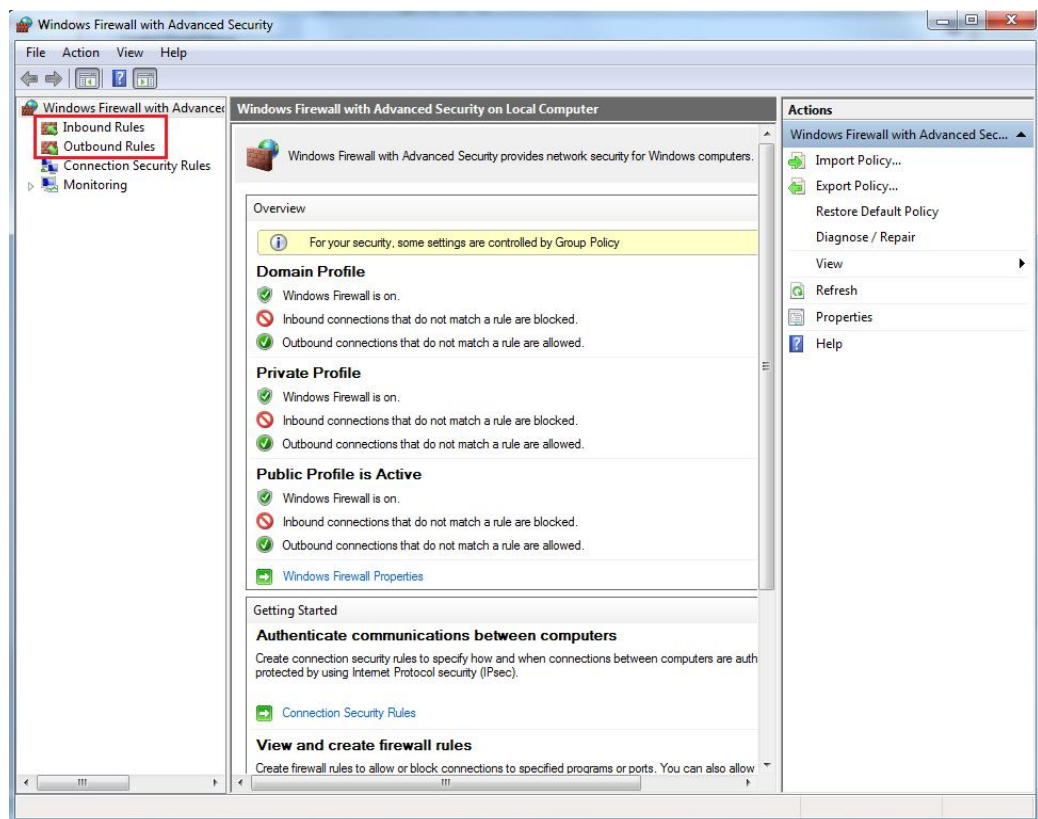 Windows Firewall with Advanced Security
File Action View Help
Windows Firewall with Advanced
Inbound Rules
Outbound Rules
Connection Security Rules
Monitoring
Windows Firewall with Advanced Security on Local Computer
Windows Firewall with Advanced Security provides network security for Windows computers.
Overview
For your security, some settings are controlled by Group Policy
Domain Profile
Windows Firewall is on.
Inbound connections that do not match a rule are blocked.
Outbound connections that do not match a rule are allowed.
Private Profile
Windows Firewall is on.
Inbound connections that do not match a rule are blocked.
Outbound connections that do not match a rule are allowed.
Public Profile is Active
Windows Firewall is on.
Inbound connections that do not match a rule are blocked.
Outbound connections that do not match a rule are allowed.
Windows Firewall Properties
Getting Started
Authenticate communications between computers
Create connection security rules to specify how and when connections between computers are auth
protected by using Internet Protocol security (IPsec).
Connection Security Rules
View and create firewall rules
Create firewall rules to allow or block connections to specified programs or ports. You can also allow
Actions
Windows Firewall with Advanced Sec...
Import Policy...
Export Policy...
Restore Default Policy
Diagnose / Repair
View
Refresh
Properties
Help